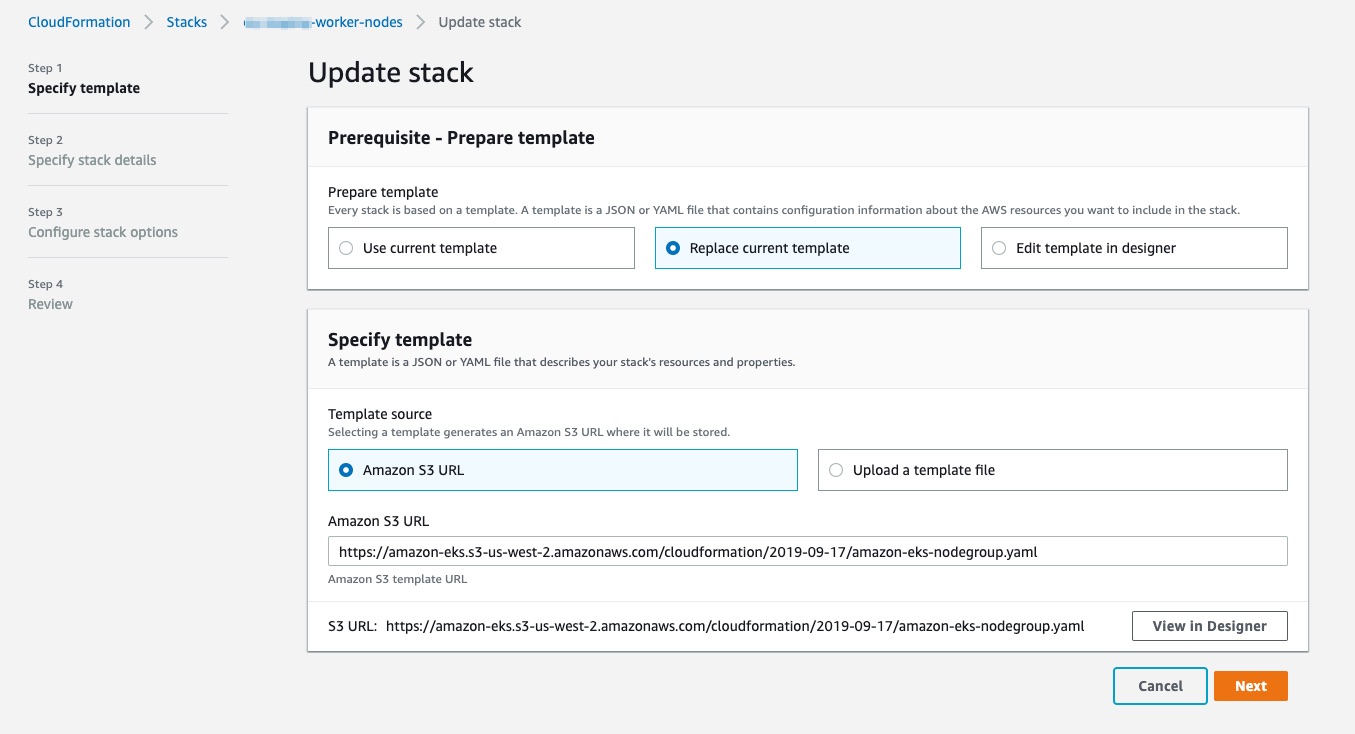 CloudFormation > Stacks > -worker-nodes > Update stack
Step 1
Specify template
Step 2
Specify stack details
Step 3
Configure stack options
Step 4
Review
Update stack
Prerequisite - Prepare template
Prepare template
Every stack is based on a template. A template is a JSON or YAML file that contains configuration information about the AWS resources you want to include in the stack.
Use current template Replace current template Edit template in designer
Specify template
A template is a JSON or YAML file that describes your stack's resources and properties.
Template source
Selecting a template generates an Amazon S3 URL where it will be stored.
Amazon S3 URL Upload a template file
Amazon S3 URL
https://amazon-eks.s3-us-west-2.amazonaws.com/cloudformation/2019-09-17/amazon-eks-nodegroup.yaml
Amazon S3 template URL
S3 URL: https://amazon-eks.s3-us-west-2.amazonaws.com/cloudformation/2019-09-17/amazon-eks-nodegroup.yaml View in Designer
Cancel Next